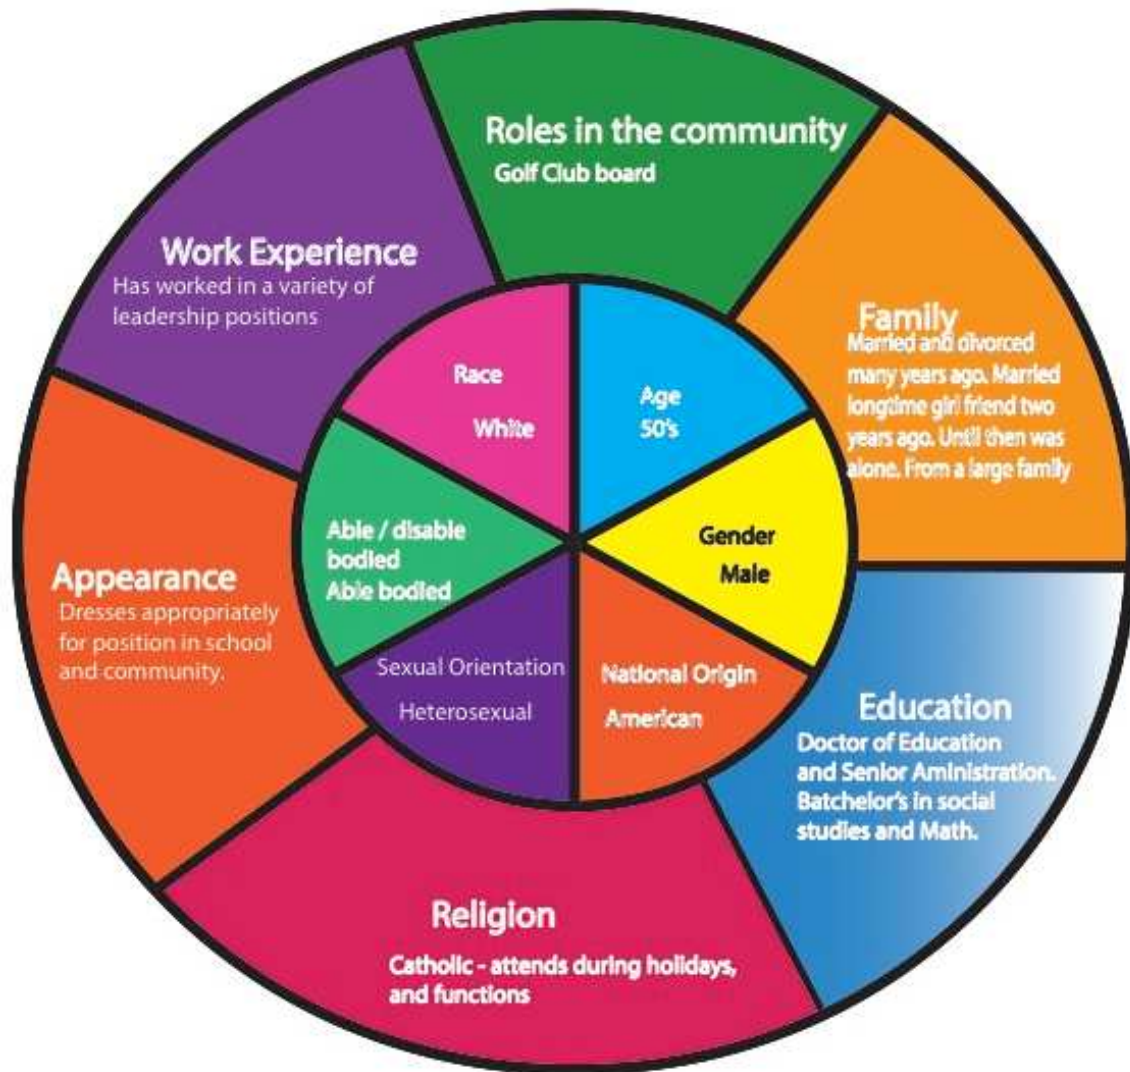 Roles in the community
Golf Club board
Work Experience
Has worked in a variety of
leadership positions
Family
Married and divorced
many years ago. Married
longtime girl friend two
years ago. Until then was
alone. From a large family
Race
White
Age
50's
Able / disable
bodied
Able bodied
Gender
Male
Appearance
Dresses appropriately
for position in school
and community.
Sexual Orientation
Heterosexual
National Origin
American
Education
Doctor of Education
and Senior Aministration.
Batchelor's in social
studies and Math.
Religion
Catholic - attends during holidays,
and functions